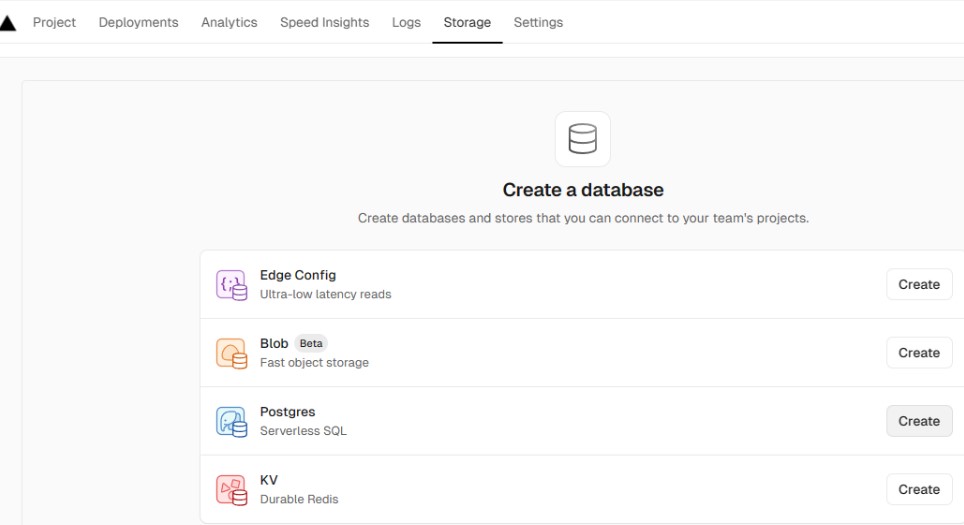 Project Deployments Analytics Speed Insights Logs Storage Settings
Create a database
Create databases and stores that you can connect to your team's projects.
Edge Config
Ultra-low latency reads
Create
Blob Beta
Fast object storage
Create
Postgres
Serverless SQL
Create
KV
Durable Redis
Create